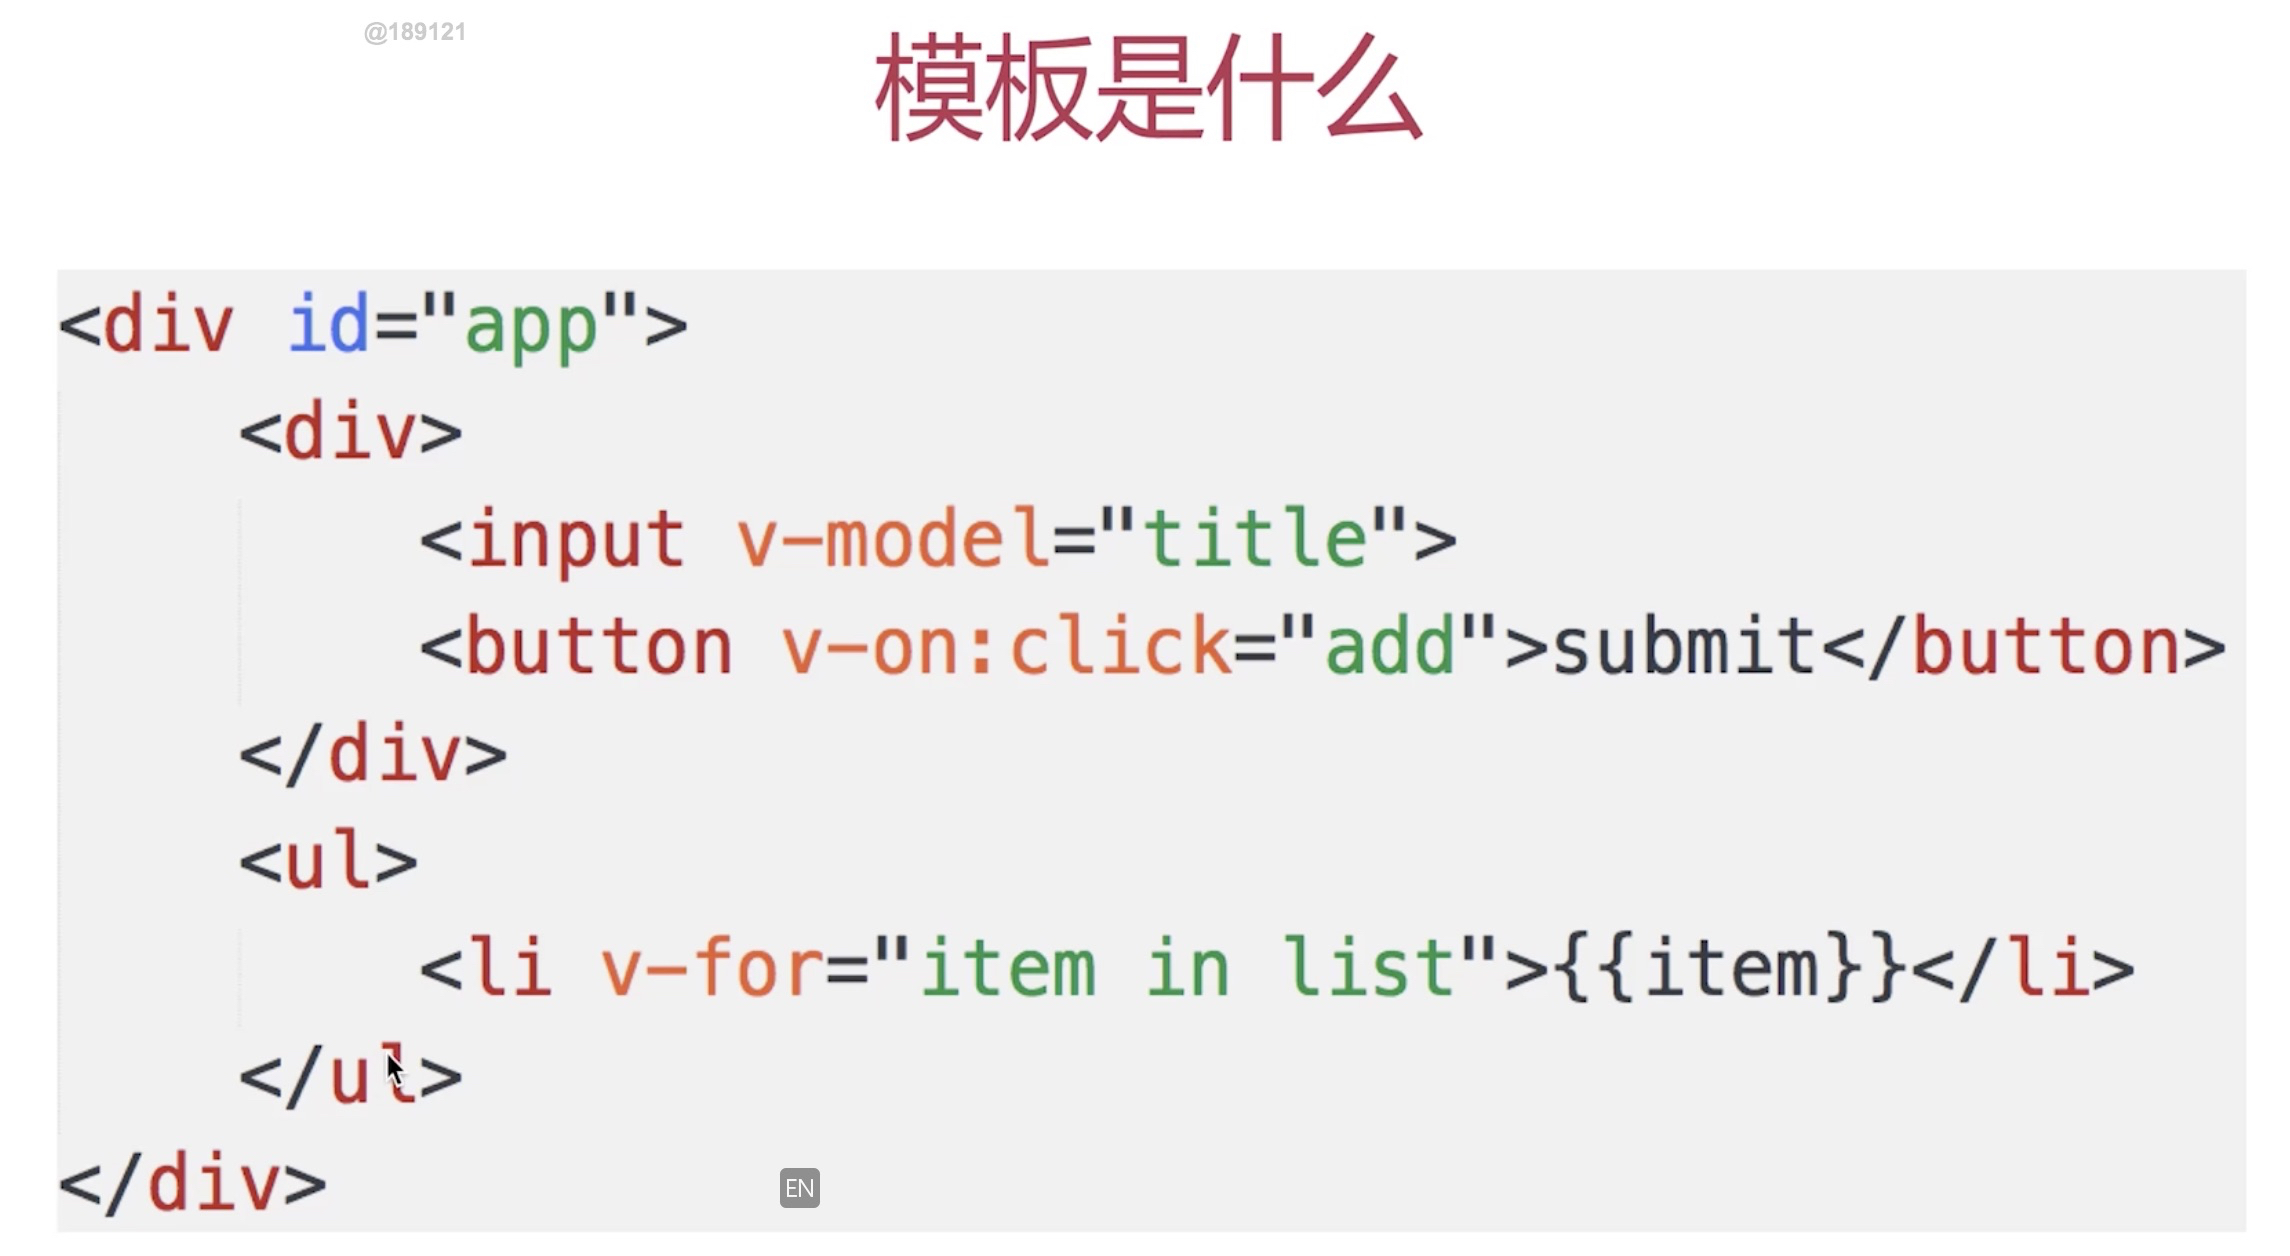 @189121
模板是什么
<div id="app">
    <div>
        <input v-model="title">
        <button v-on:click="add">submit</button>
    </div>
    <ul>
        <li v-for="item in list">{{item}}</li>
    </ul>
</div>
EN